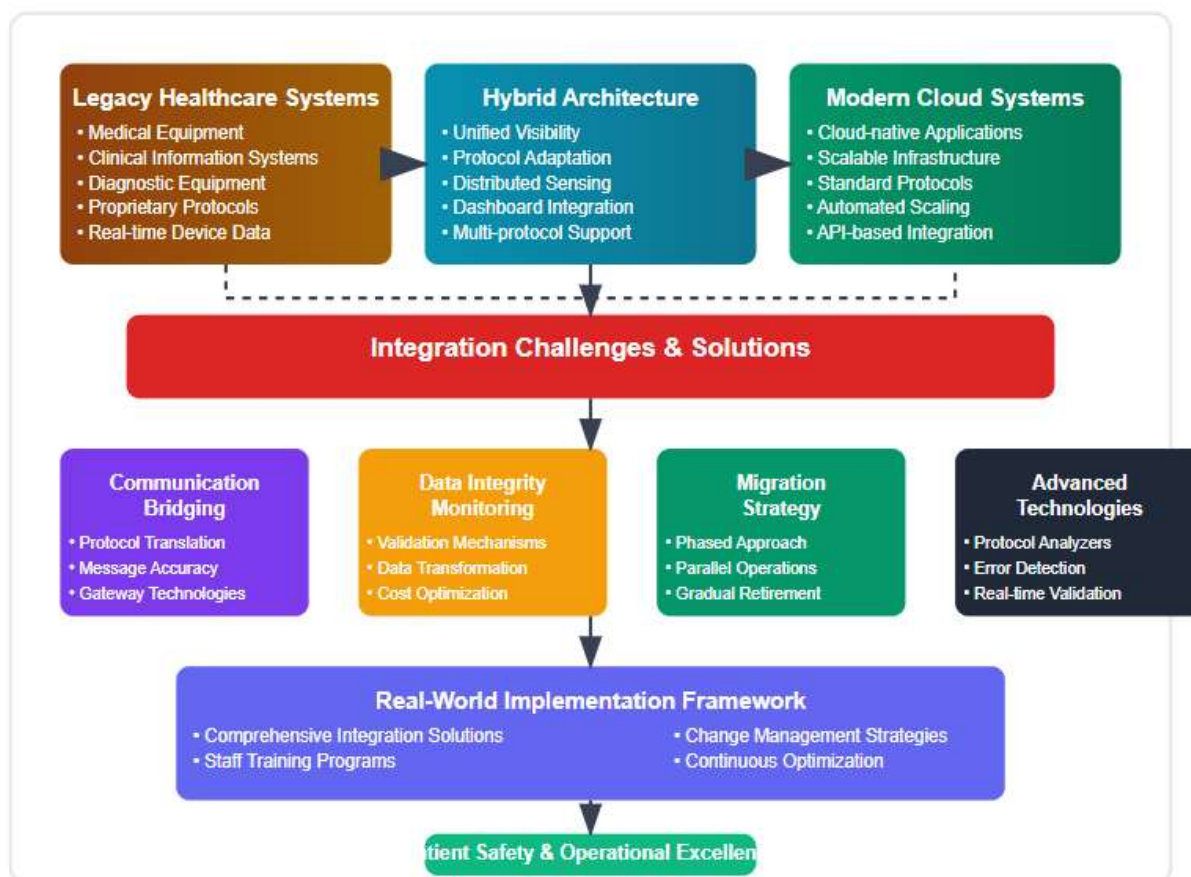 Legacy Healthcare Systems
• Medical Equipment
• Clinical Information Systems
• Diagnostic Equipment
• Proprietary Protocols
• Real-time Device Data
Hybrid Architecture
• Unified Visibility
• Protocol Adaptation
• Distributed Sensing
• Dashboard Integration
• Multi-protocol Support
Modern Cloud Systems
• Cloud-native Applications
• Scalable Infrastructure
• Standard Protocols
• Automated Scaling
• API-based Integration
Integration Challenges & Solutions
Communication
Bridging
• Protocol Translation
• Message Accuracy
• Gateway Technologies
Data Integrity
Monitoring
• Validation Mechanisms
• Data Transformation
• Cost Optimization
Migration
Strategy
• Phased Approach
• Parallel Operations
• Gradual Retirement
Advanced
Technologies
• Protocol Analyzers
• Error Detection
• Real-time Validation
Real-World Implementation Framework
• Comprehensive Integration Solutions
• Staff Training Programs
• Change Management Strategies
• Continuous Optimization
tient Safety & Operational Excellen